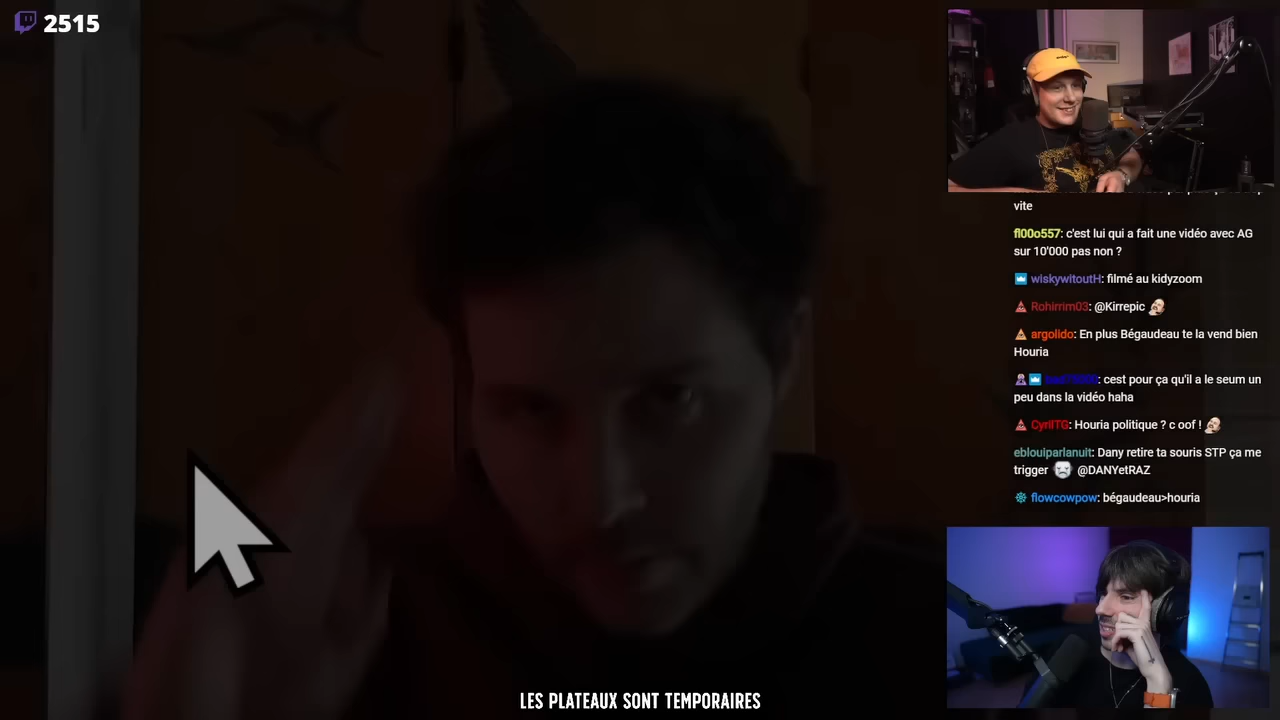 2515
vite
fl00o557: c'est lui qui a fait une vidéo avec AG
sur 10'000 pas non ?
wiskywitoutH: filmé au kidyzoom
Rohirrim03: @Kirrepic
argolido: En plus Bégaudeau te la vend bien
Houria
: cest pour ça qu'il a le seum un
peu dans la vidéo haha
CyrilTG: Houria politique ? c oof !
eblouiparlanuit: Dany retire ta souris STP ça me
trigger @DANYetRAZ
flowcowpow: bégaudeau>houria
LES PLATEAUX SONT TEMPORAIRES